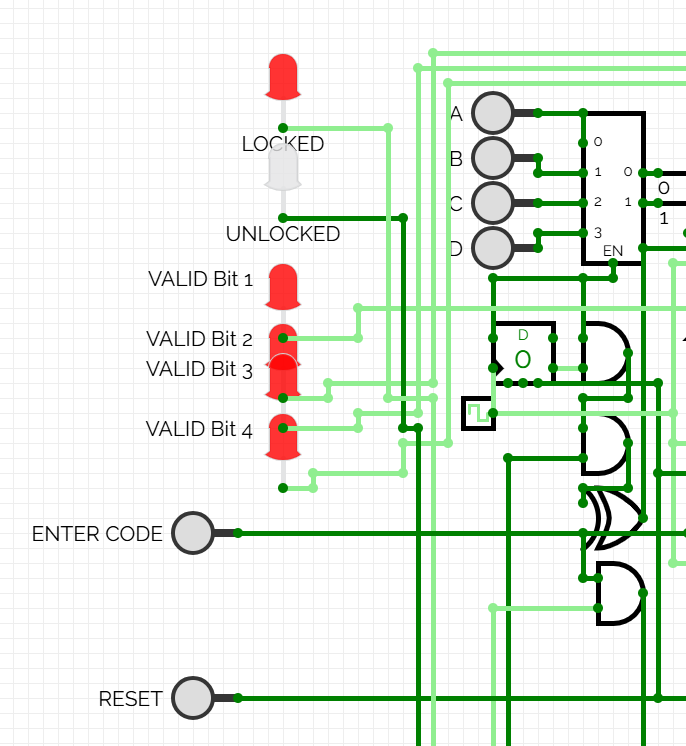 LOCKED
UNLOCKED
VALID Bit 1
VALID Bit 2
VALID Bit 3
VALID Bit 4
ENTER CODE
RESET
A
B
C
D
0
1
2
3
0
1
EN
0
1
D
0